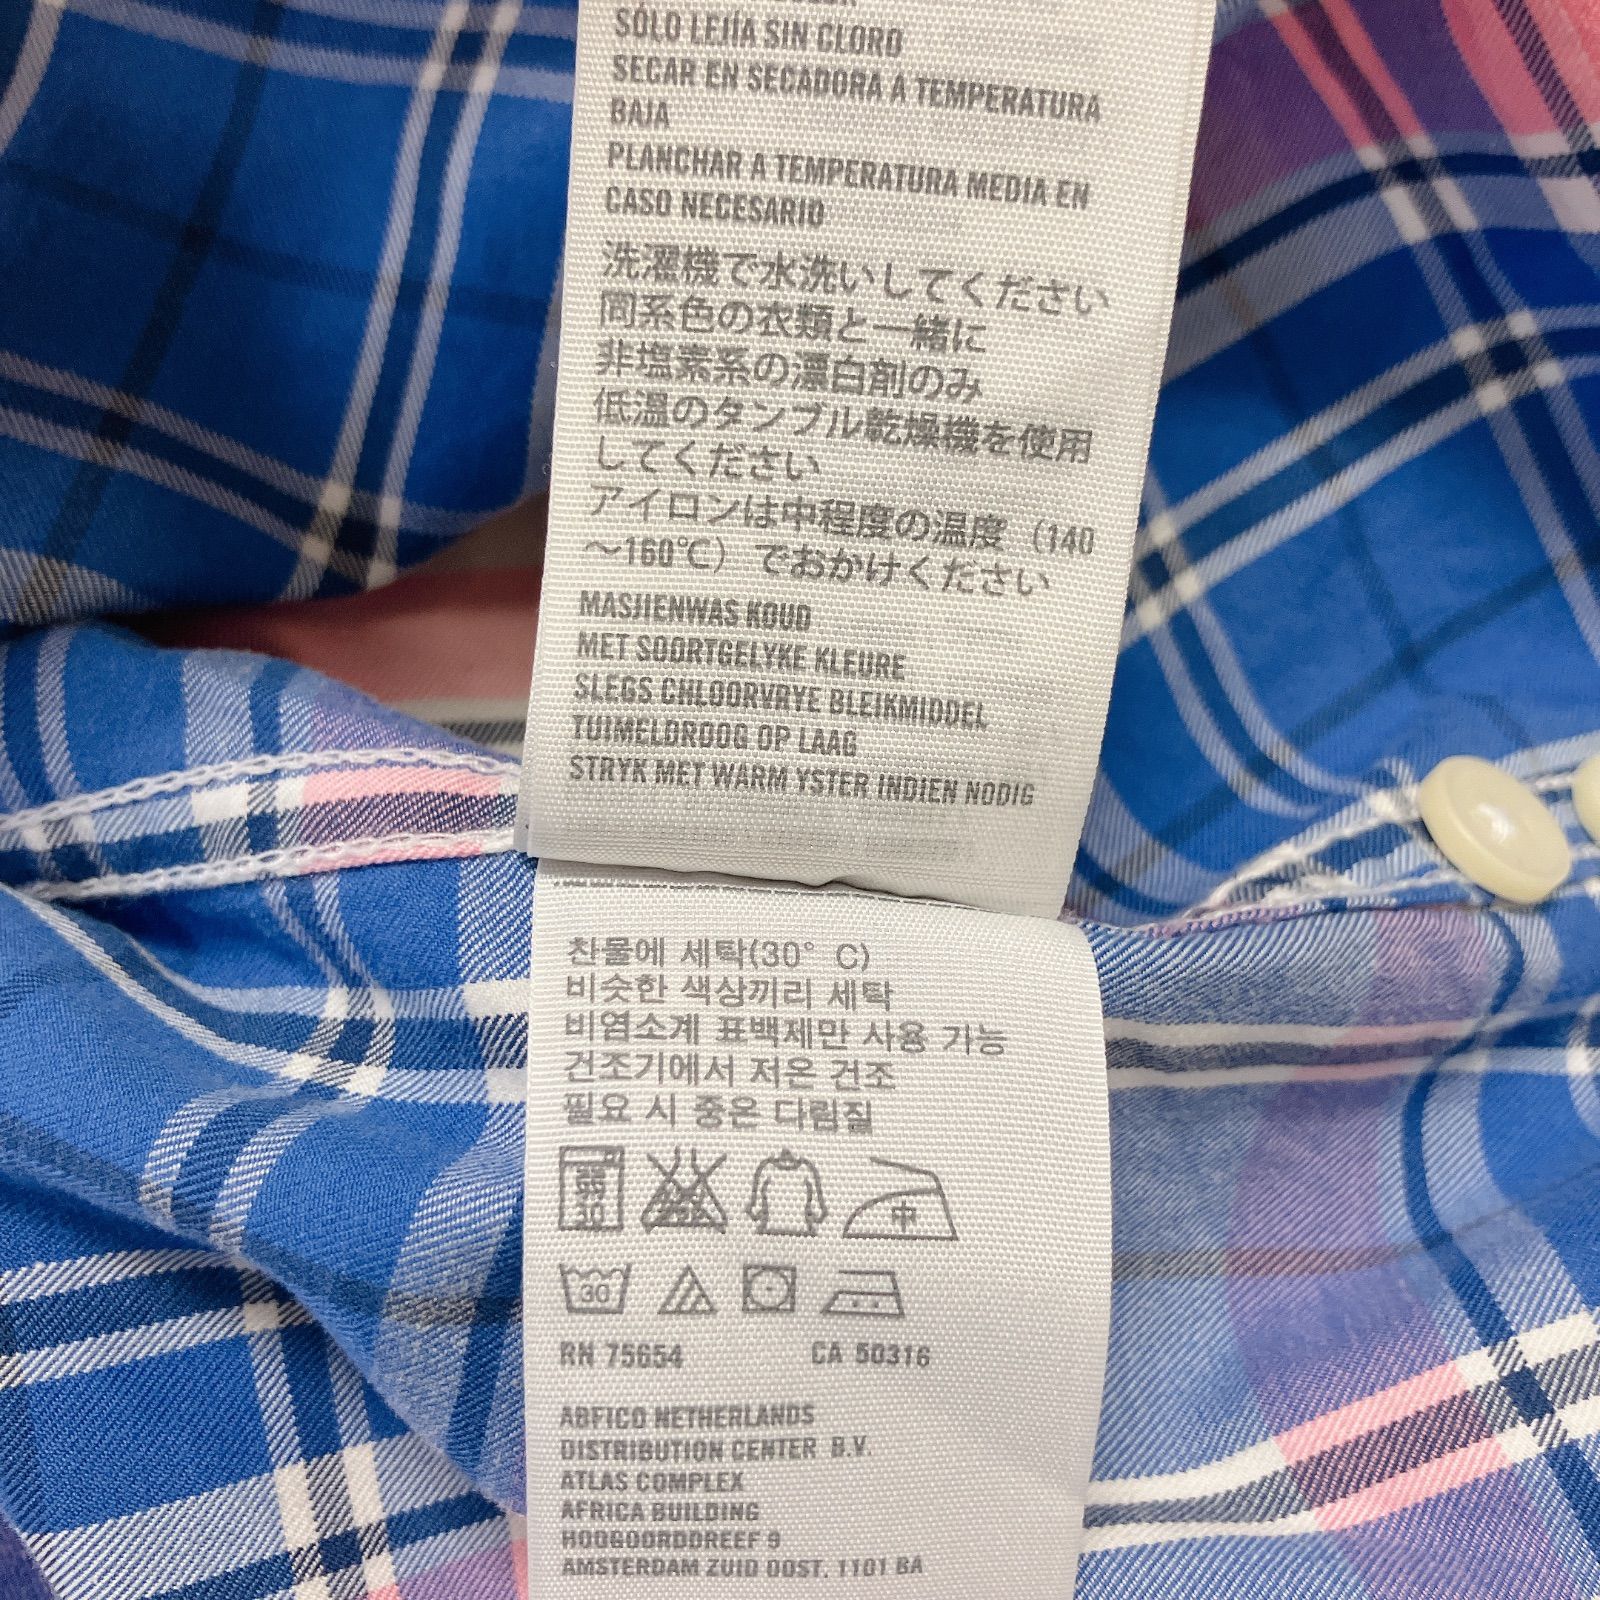 SÓLO LEJÍA SIN CLORO
SECAR EN SECADORA A TEMPERATURA
BAJA
PLANCHAR A TEMPERATURA MEDIA EN
CASO NECESARIO
洗濯機で水洗いしてください
同系色の衣類と一緒に
非塩素系の漂白剤のみ
低温のタンブル乾燥機を使用
してください
アイロンは中程度の温度（140
～160℃）でおかけください
MASJIENWAS KOUD
MET SOORTGELYKE KLEURE
SLEGS CHLOORVRYE BLEIKMIDDEL
TUIMELDROOG OP LAAG
STRYK MET WARM YSTER INDIEN NODIG
찬물에 세탁(30° C)
비슷한 색상끼리 세탁
비염소계 표백제만 사용 가능
건조기에서 저온 건조
필요 시 중온 다림질
30 中
30
RN 75654 CA 50316
ABFICO NETHERLANDS
DISTRIBUTION CENTER B.V.
ATLAS COMPLEX
AFRICA BUILDING
HOOGOORDDREEF 9
AMSTERDAM ZUID OOST, 1101 BA